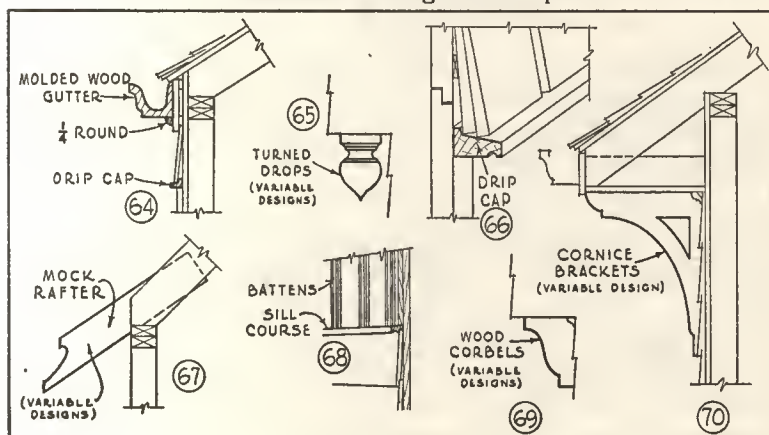 MOLDED WOOD
GUTTER
1/4 ROUND
DRIP CAP
64
65
TURNED
DROPS
(VARIABLE
DESIGNS)
DRIP
CAP
66
MOCK
RAFTER
(VARIABLE
DESIGNS)
67
BATTENS
SILL
COURSE
68
WOOD
CORBELS
(VARIABLE
DESIGNS)
69
CORNICE
BRACKETS
(VARIABLE DESIGN)
70